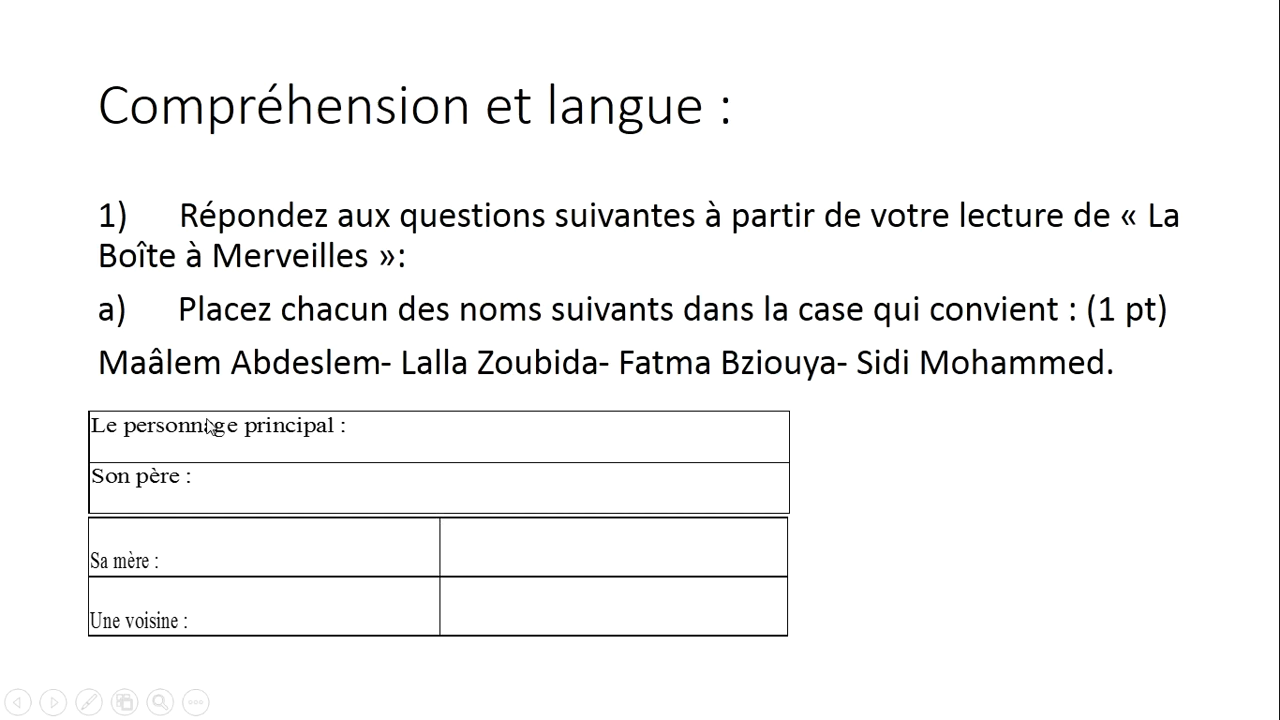 Compréhension et langue :
1) Répondez aux questions suivantes à partir de votre lecture de « La
Boîte à Merveilles »:
a) Placez chacun des noms suivants dans la case qui convient : (1 pt)
Maâlem Abdeslem- Lalla Zoubida- Fatma Bziouya- Sidi Mohammed.
Le personnage principal :
Son père :
Sa mère :
Une voisine :